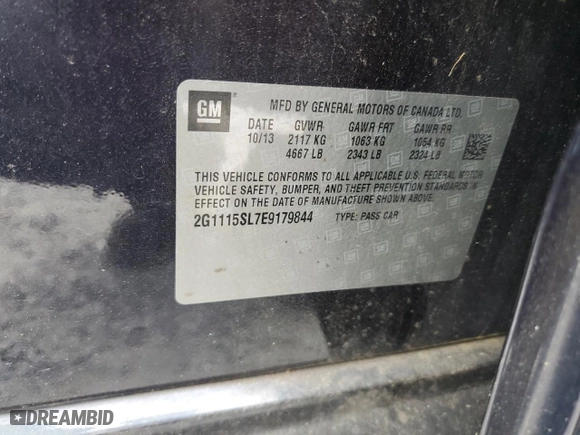 GM
MFD BY GENERAL MOTORS OF CANADA LTD.
DATE GVWR GAWR FRT GAWR RR
10/13 2117 KG 1063 KG 1054 KG
4667 LB 2343 LB 2324 LB
THIS VEHICLE CONFORMS TO ALL APPLICABLE U.S. FEDERAL MOTOR
VEHICLE SAFETY, BUMPER, AND THEFT PREVENTION STANDARDS IN
EFFECT ON THE DATE OF MANUFACTURE SHOWN ABOVE.
2G1115SL7E9179844 TYPE: PASS CAR
DREAMBID